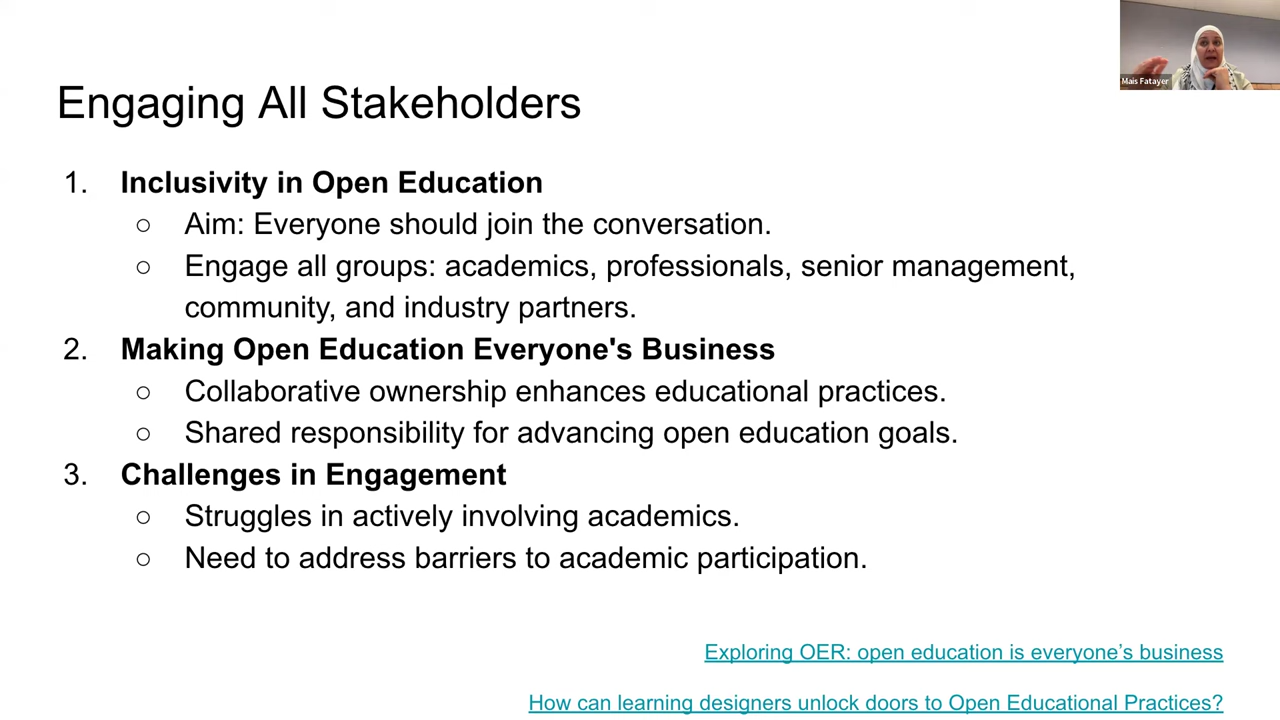 Mais Fatayer
Engaging All Stakeholders
1. Inclusivity in Open Education
○ Aim: Everyone should join the conversation.
○ Engage all groups: academics, professionals, senior management,
community, and industry partners.
2. Making Open Education Everyone's Business
○ Collaborative ownership enhances educational practices.
○ Shared responsibility for advancing open education goals.
3. Challenges in Engagement
○ Struggles in actively involving academics.
○ Need to address barriers to academic participation.
Exploring OER: open education is everyone’s business
How can learning designers unlock doors to Open Educational Practices?